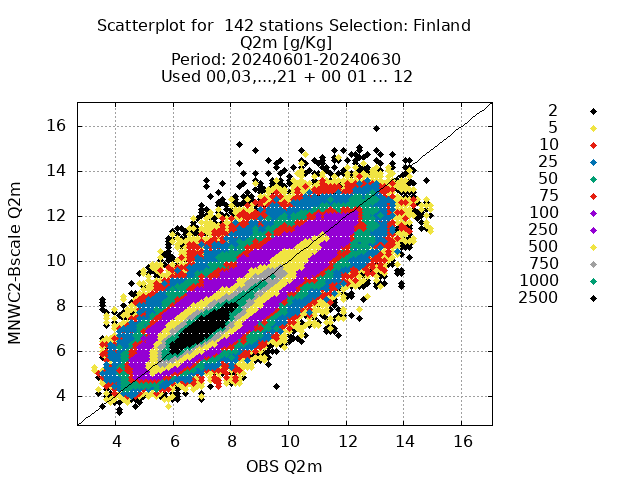 Scatterplot for  142 stations Selection: Finland
Q2m [g/Kg]
Period: 20240601-20240630
Used 00,03,...,21 + 00 01 ... 12
2
5
10
25
50
75
100
250
500
750
1000
2500
16
14
12
10
8
6
4
MNWC2-Bscale Q2m
4 6 8 10 12 14 16
OBS Q2m